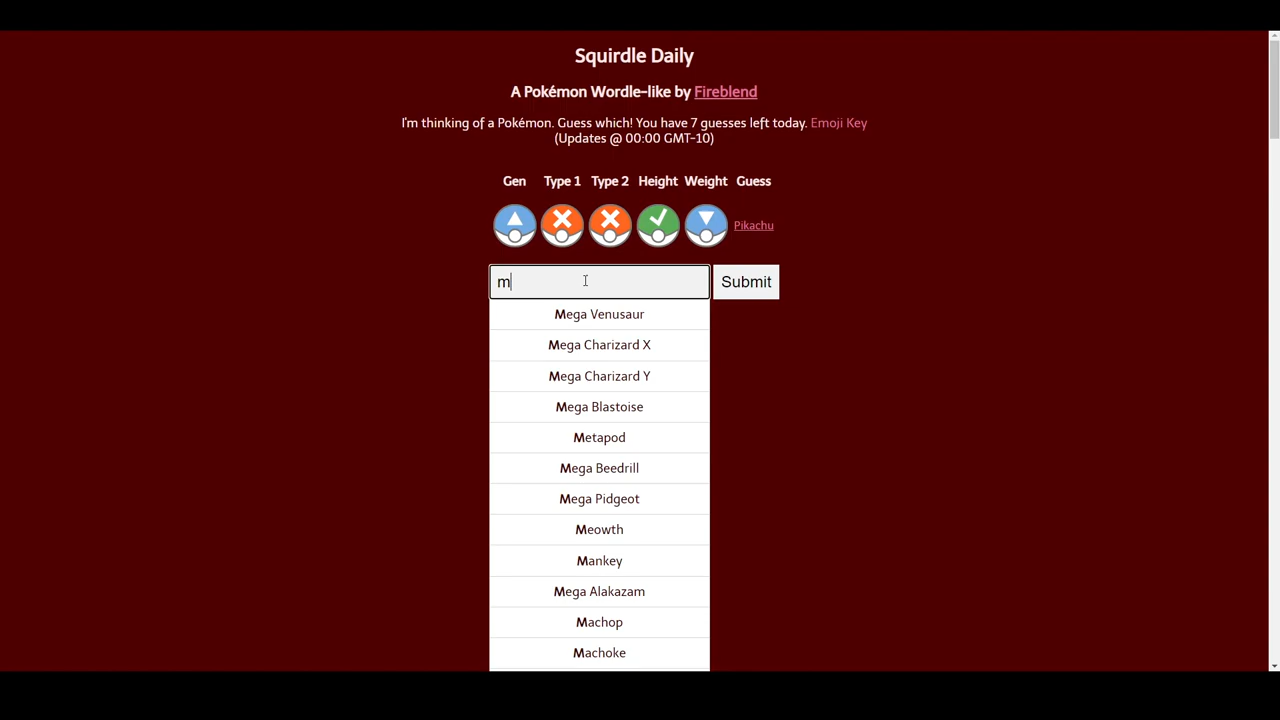 Squirdle Daily
A Pokémon Wordle-like by Fireblend
I'm thinking of a Pokémon. Guess which! You have 7 guesses left today. Emoji Key
(Updates @ 00:00 GMT-10)
Gen Type 1 Type 2 Height Weight Guess
Pikachu
m Submit
Mega Venusaur
Mega Charizard X
Mega Charizard Y
Mega Blastoise
Metapod
Mega Beedrill
Mega Pidgeot
Meowth
Mankey
Mega Alakazam
Machop
Machoke